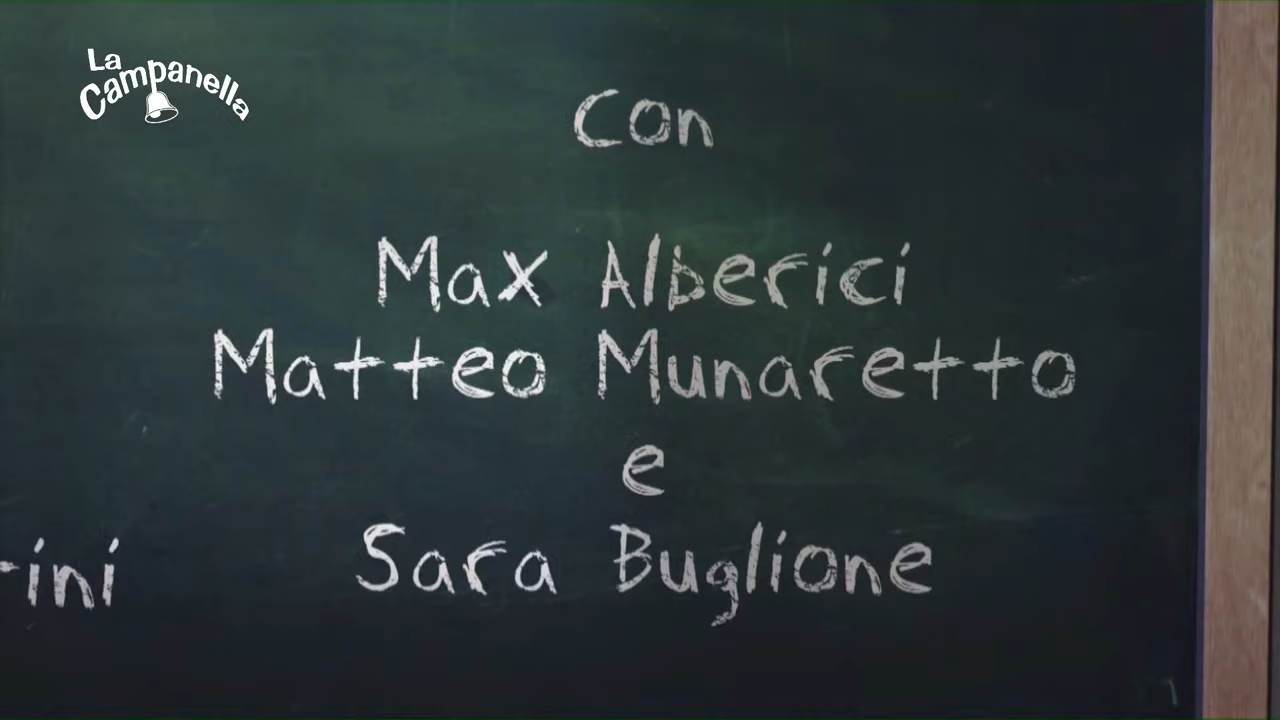 La
Campanella
Con
Max Alberici
Matteo Munaretto
e
Sara Buglione